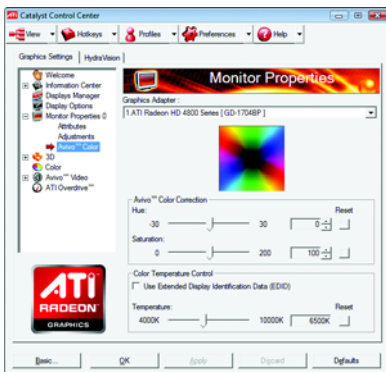 Catalyst Control Center
View Hotkeys Profiles Preferences Help
Graphics Settings HydraVision
Welcome
Information Center
Displays Manager
Display Options
Monitor Properties 0
Attributes
Adjustments
Avivo™ Color
3D
Color
Avivo™ Video
ATI Overdrive™
ATI
RADEON
GRAPHICS
Monitor Properties
Graphics Adapter :
1.ATI Radeon HD 4800 Series [ GD-1704BP ]
Avivo™ Color Correction
Hue: Reset
-30 30 0
Saturation:
0 200 100
Color Temperature Control
Use Extended Display Identification Data (EDID)
Temperature: Reset
4000K 10000K 6500K
Basic... OK Apply Discard Defaults